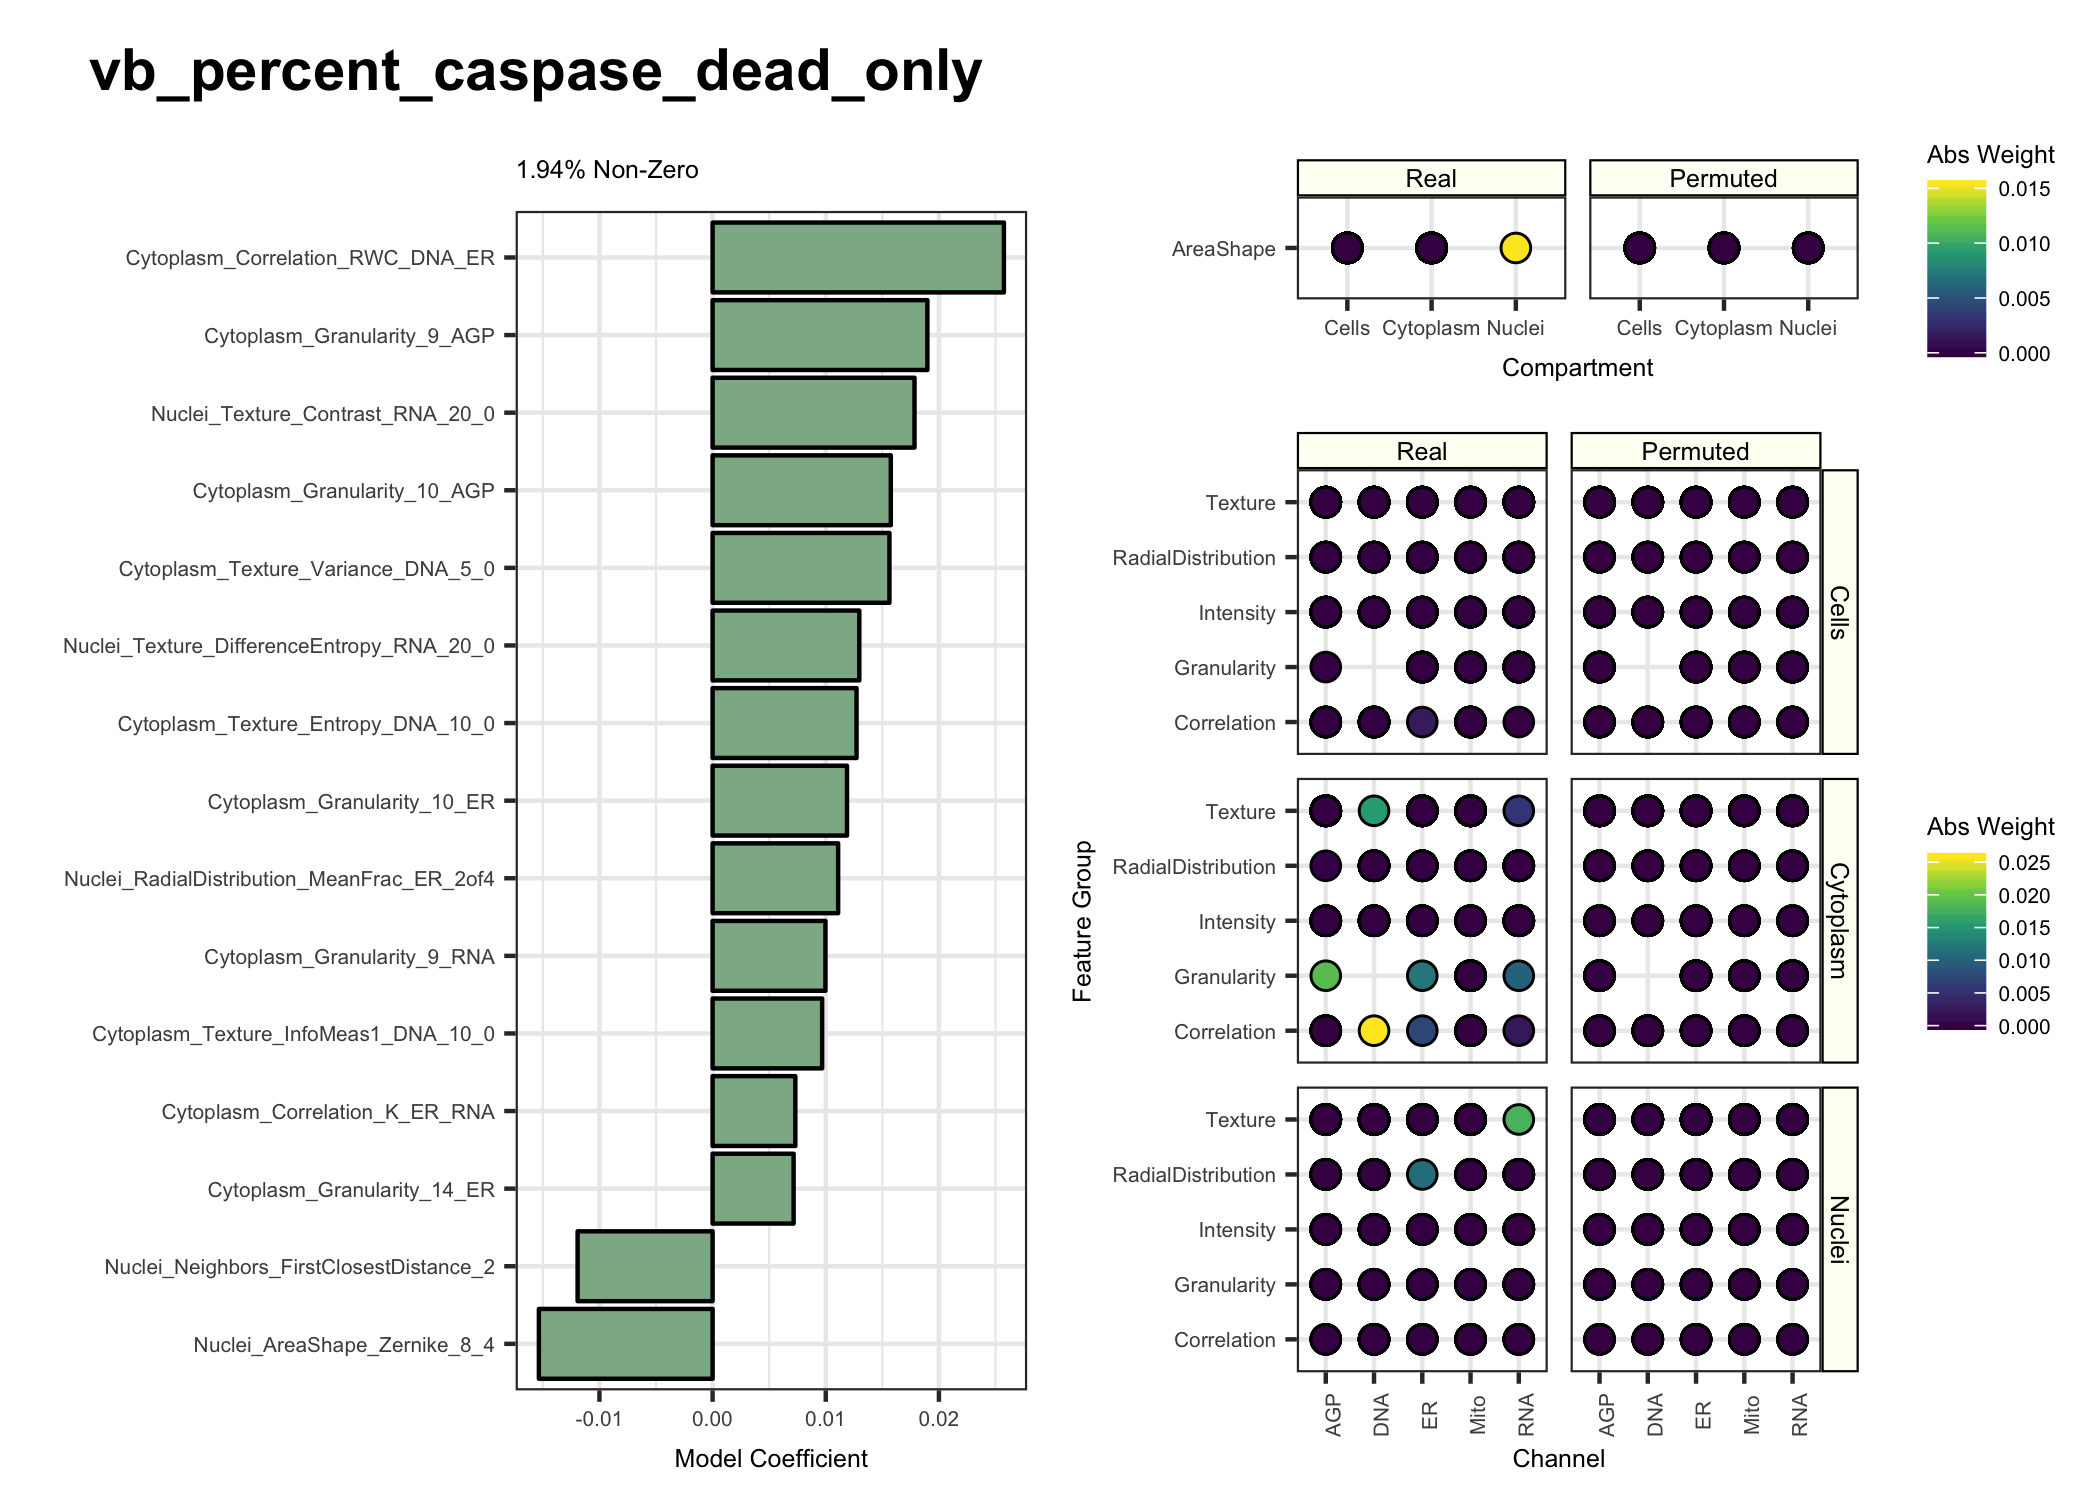 vb_percent_caspase_dead_only
1.94% Non-Zero
Cytoplasm_Correlation_RWC_DNA_ER
Cytoplasm_Granularity_9_AGP
Nuclei_Texture_Contrast_RNA_20_0
Cytoplasm_Granularity_10_AGP
Cytoplasm_Texture_Variance_DNA_5_0
Nuclei_Texture_DifferenceEntropy_RNA_20_0
Cytoplasm_Texture_Entropy_DNA_10_0
Cytoplasm_Granularity_10_ER
Nuclei_RadialDistribution_MeanFrac_ER_2of4
Cytoplasm_Granularity_9_RNA
Cytoplasm_Texture_InfoMeas1_DNA_10_0
Cytoplasm_Correlation_K_ER_RNA
Cytoplasm_Granularity_14_ER
Nuclei_Neighbors_FirstClosestDistance_2
Nuclei_AreaShape_Zernike_8_4
-0.01 0.00 0.01 0.02
Model Coefficient
Real Permuted
AreaShape
Cells Cytoplasm Nuclei Cells Cytoplasm Nuclei
Compartment
Abs Weight
0.015
0.010
0.005
0.000
Real Permuted
Feature Group
Texture
RadialDistribution
Intensity
Granularity
Correlation
Cells
Texture
RadialDistribution
Intensity
Granularity
Correlation
Cytoplasm
Texture
RadialDistribution
Intensity
Granularity
Correlation
Nuclei
AGP DNA ER Mito RNA AGP DNA ER Mito RNA
Channel
Abs Weight
0.025
0.020
0.015
0.010
0.005
0.000